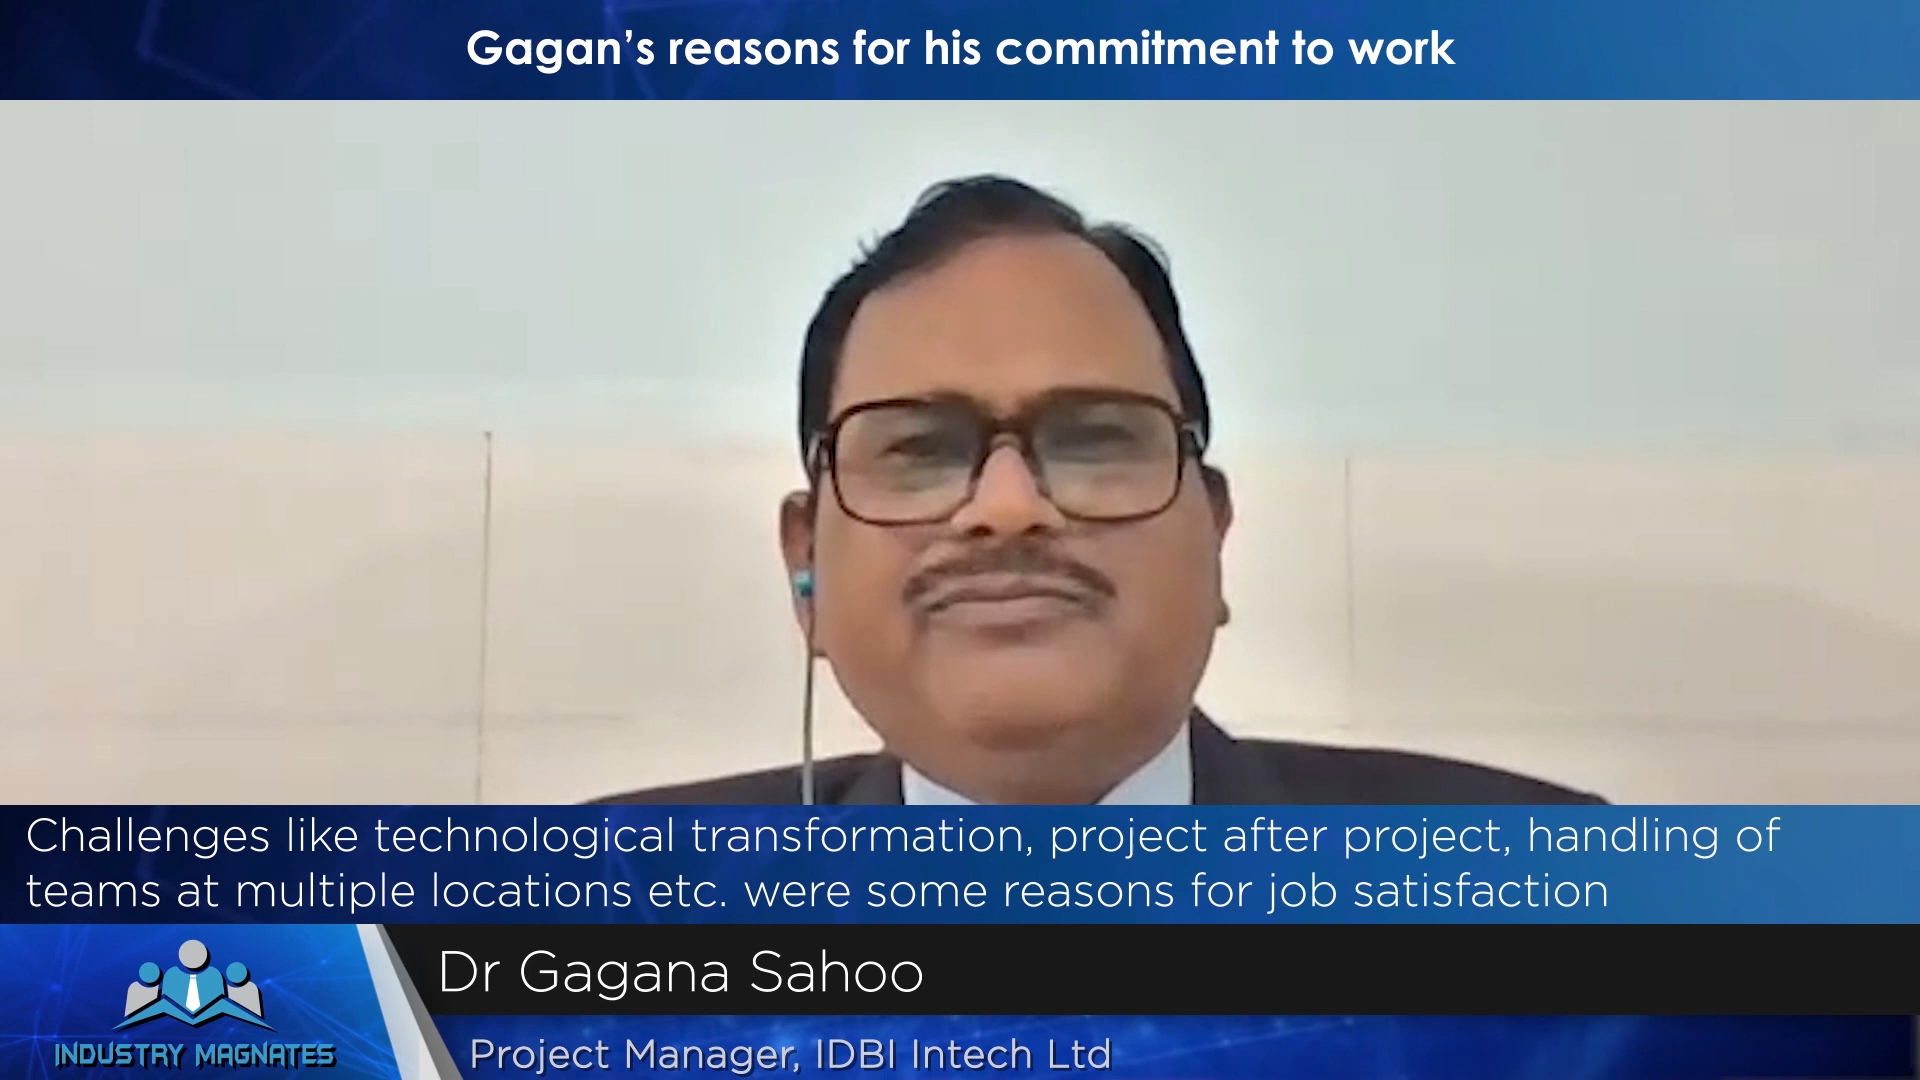 Gagan’s reasons for his commitment to work
Challenges like technological transformation, project after project, handling of
teams at multiple locations etc. were some reasons for job satisfaction
Dr Gagana Sahoo
INDUSTRY MAGNATES
Project Manager, IDBI Intech Ltd